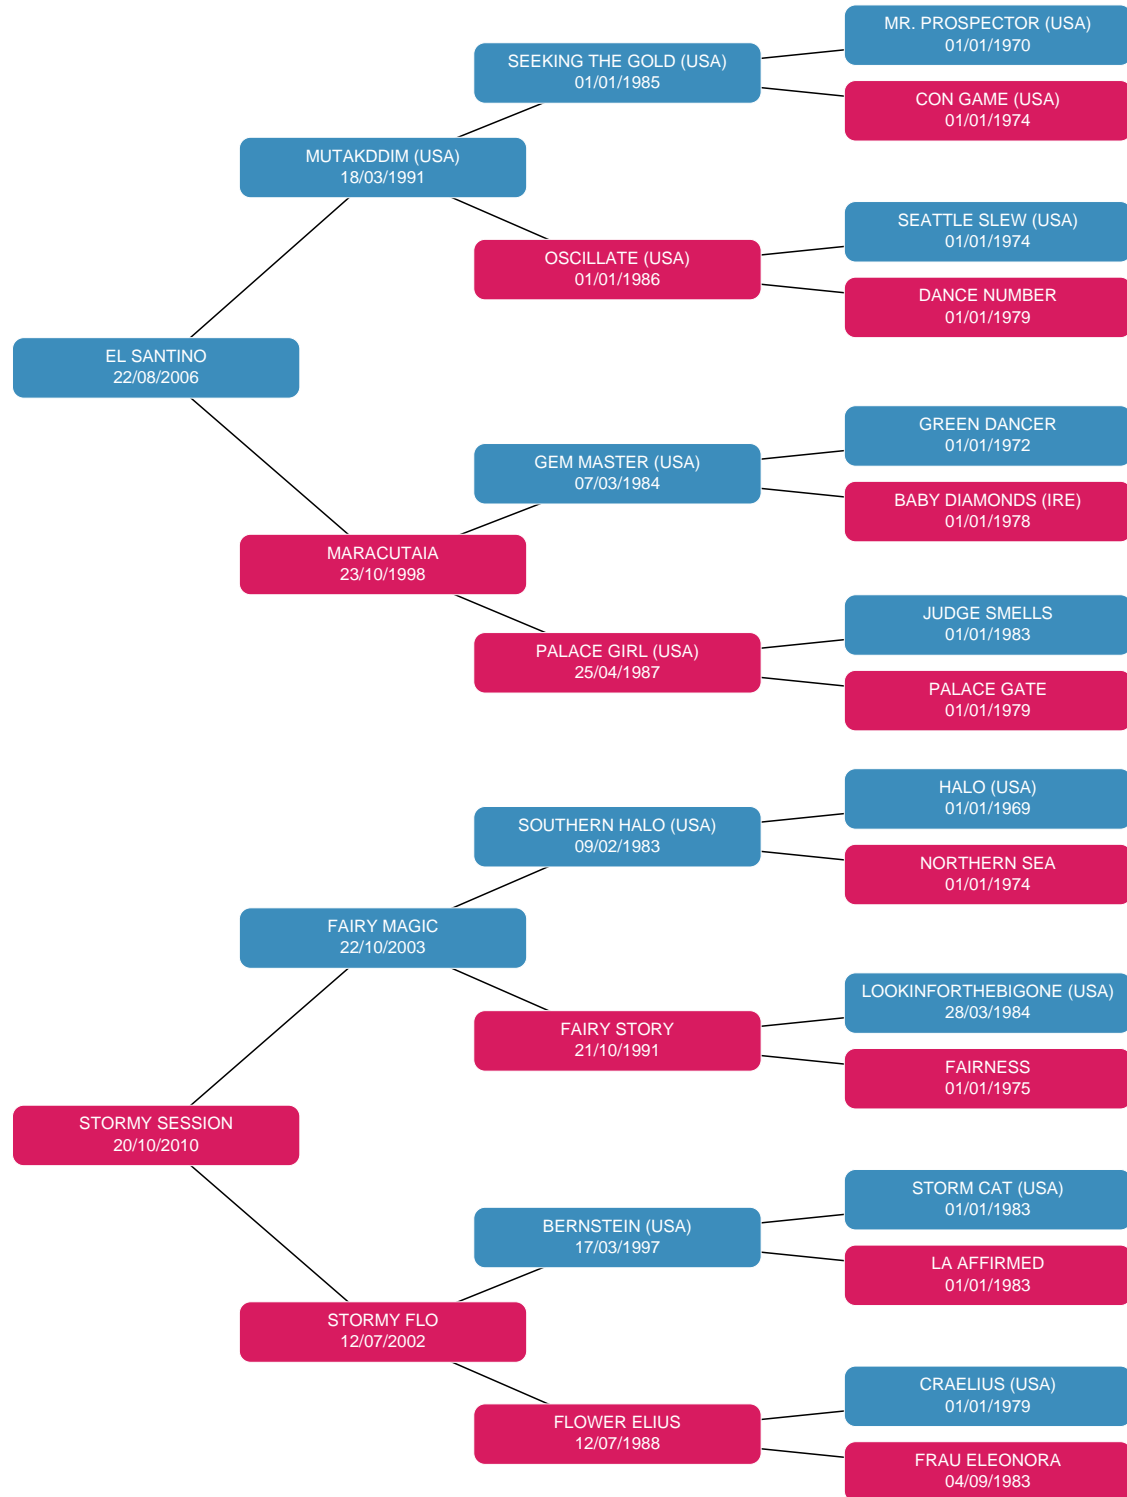 MR. PROSPECTOR (USA)
01/01/1970
SEEKING THE GOLD (USA)
01/01/1985
CON GAME (USA)
01/01/1974
MUTAKDDIM (USA)
18/03/1991
SEATTLE SLEW (USA)
01/01/1974
OSCILLATE (USA)
01/01/1986
DANCE NUMBER
01/01/1979
EL SANTINO
22/08/2006
GREEN DANCER
01/01/1972
GEM MASTER (USA)
07/03/1984
BABY DIAMONDS (IRE)
01/01/1978
MARACUTAIA
23/10/1998
JUDGE SMELLS
01/01/1983
PALACE GIRL (USA)
25/04/1987
PALACE GATE
01/01/1979
HALO (USA)
01/01/1969
SOUTHERN HALO (USA)
09/02/1983
NORTHERN SEA
01/01/1974
FAIRY MAGIC
22/10/2003
LOOKINFORTHEBIGONE (USA)
28/03/1984
FAIRY STORY
21/10/1991
FAIRNESS
01/01/1975
STORMY SESSION
20/10/2010
STORM CAT (USA)
01/01/1983
BERNSTEIN (USA)
17/03/1997
LA AFFIRMED
01/01/1983
STORMY FLO
12/07/2002
CRAELIUS (USA)
01/01/1979
FLOWER ELIUS
12/07/1988
FRAU ELEONORA
04/09/1983